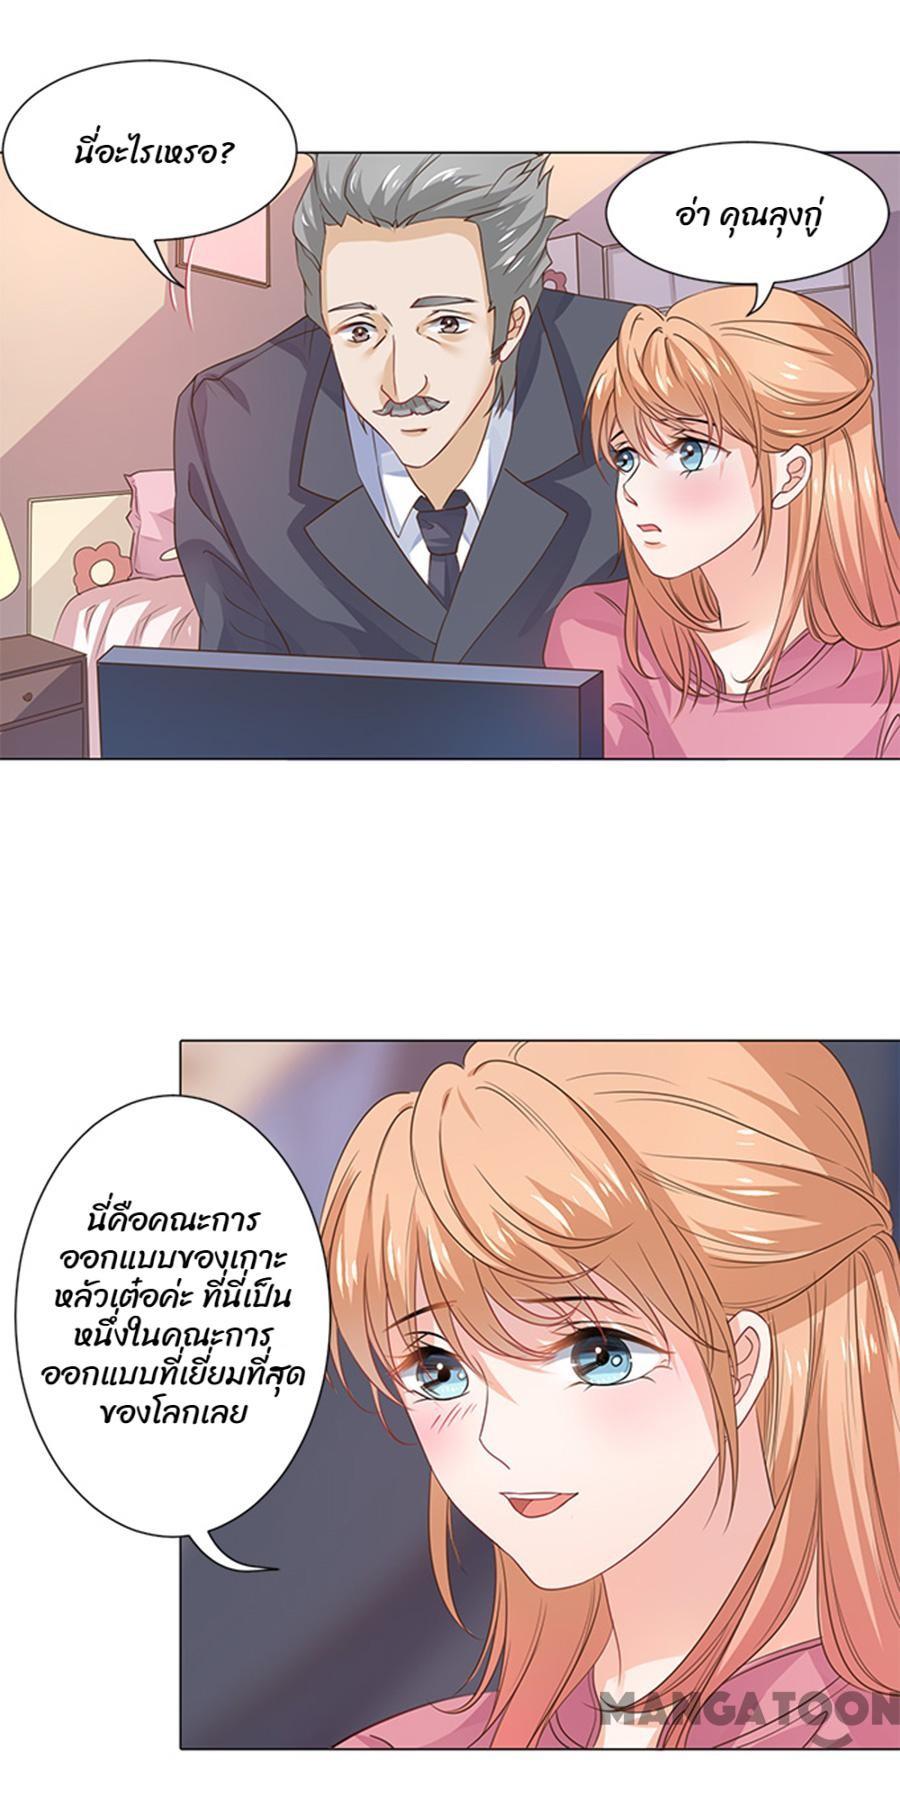 นี่อะไรเหรอ?
อ่า คุณลุงกู่
นี่คือคณะการ
ออกแบบของเกาะ
หลัวเต๋อค่ะ ที่นี่เป็น
หนึ่งในคณะการ
ออกแบบที่เยี่ยมที่สุด
ของโลกเลย
MANGATOON